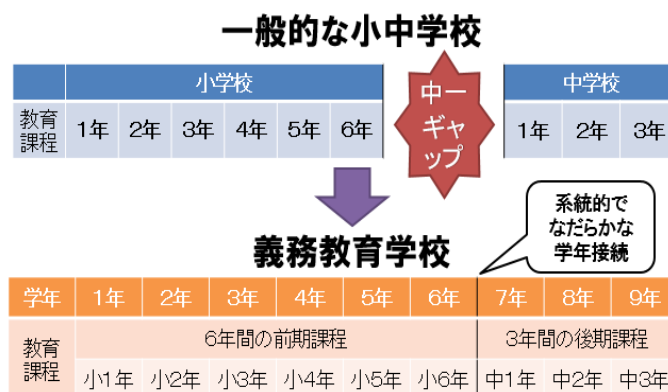 一般的な小中学校
小学校
中学校
教育
課程
1年 2年 3年 4年 5年 6年
中一
ギャ
ップ
1年 2年 3年
系統的で
なだらかな
学年接続
義務教育学校
学年 1年 2年 3年 4年 5年 6年 7年 8年 9年
教育
課程
6年間の前期課程 3年間の後期課程
小1年 小2年 小3年 小4年 小5年 小6年 中1年 中2年 中3年